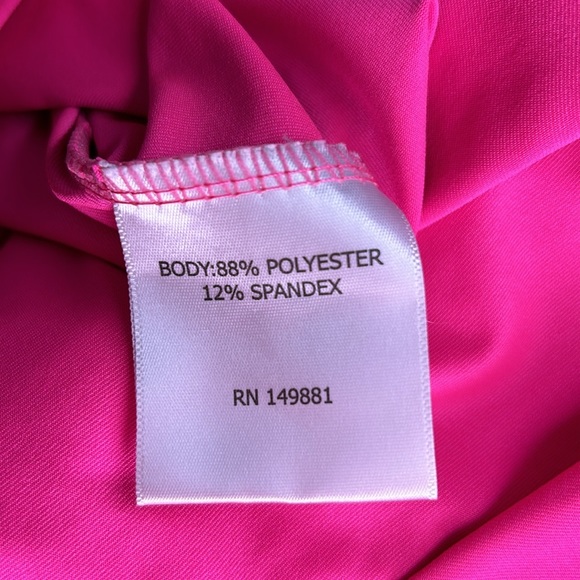 BODY:88% POLYESTER
12% SPANDEX
RN 149881